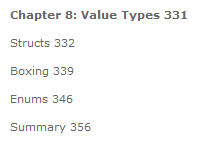 Chapter 8: Value Types 331
Structs 332
Boxing 339
Enums 346
Summary 356